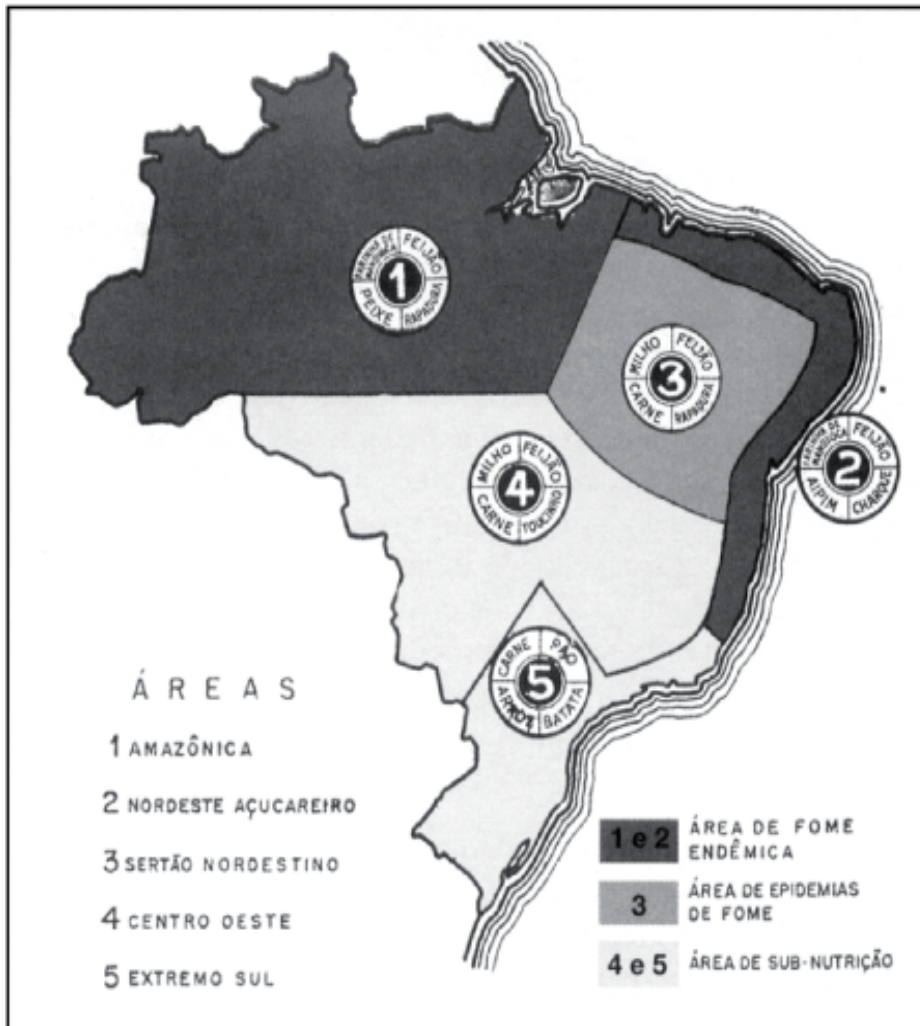 FARINHA DE MANDIOCA
FEIJÃO
1
PEIXE
RAPADURA
MILHO
FEIJÃO
3
CARNE
RAPADURA
FARINHA DE MANDIOCA
FEIJÃO
2
AIPIM
CHARQUE
MILHO
FEIJÃO
4
CARNE
TOUCINHO
CARNE
PÃO
5
ARROZ
BATATA
ÁREAS
1 AMAZÔNICA
2 NORDESTE AÇUCAREIRO
3 SERTÃO NORDESTINO
4 CENTRO OESTE
5 EXTREMO SUL
1 e 2
ÁREA DE FOME
ENDÊMICA
3
ÁREA DE EPIDEMIAS
DE FOME
4 e 5
ÁREA DE SUB-NUTRIÇÃO